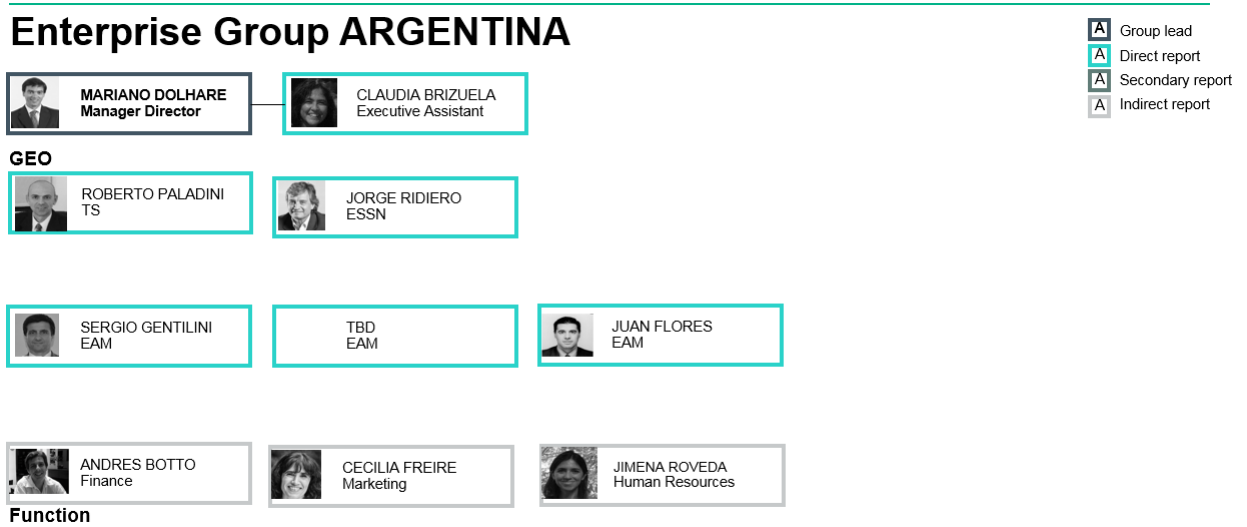 Enterprise Group ARGENTINA
A Group lead
A Direct report
A Secondary report
A Indirect report
MARIANO DOLHARE
Manager Director
CLAUDIA BRIZUELA
Executive Assistant
GEO
ROBERTO PALADINI
TS
JORGE RIDIERO
ESSN
SERGIO GENTILINI
EAM
TBD
EAM
JUAN FLORES
EAM
ANDRES BOTTO
Finance
CECILIA FREIRE
Marketing
JIMENA ROVEDA
Human Resources
Function